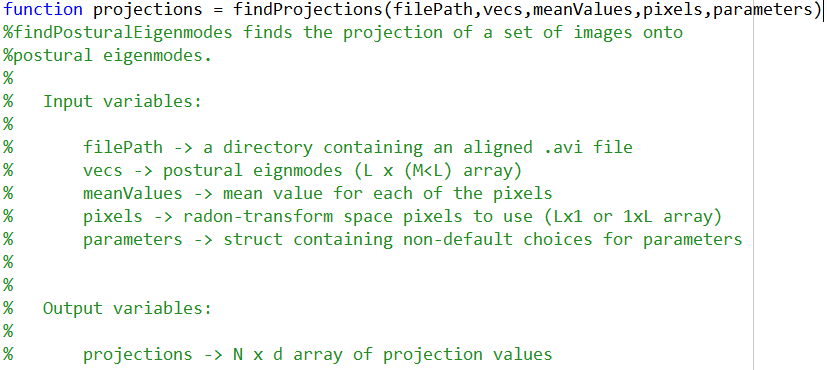 function projections = findProjections(filePath,vecs,meanValues,pixels,parameters)
%findPosturalEigenmodes finds the projection of a set of images onto
%postural eigenmodes.
%
%   Input variables:
%
%       filePath -> a directory containing an aligned .avi file
%       vecs -> postural eignmodes (L x (M<L) array)
%       meanValues -> mean value for each of the pixels
%       pixels -> radon-transform space pixels to use (Lx1 or 1xL array)
%       parameters -> struct containing non-default choices for parameters
%
%
%   Output variables:
%
%       projections -> N x d array of projection values